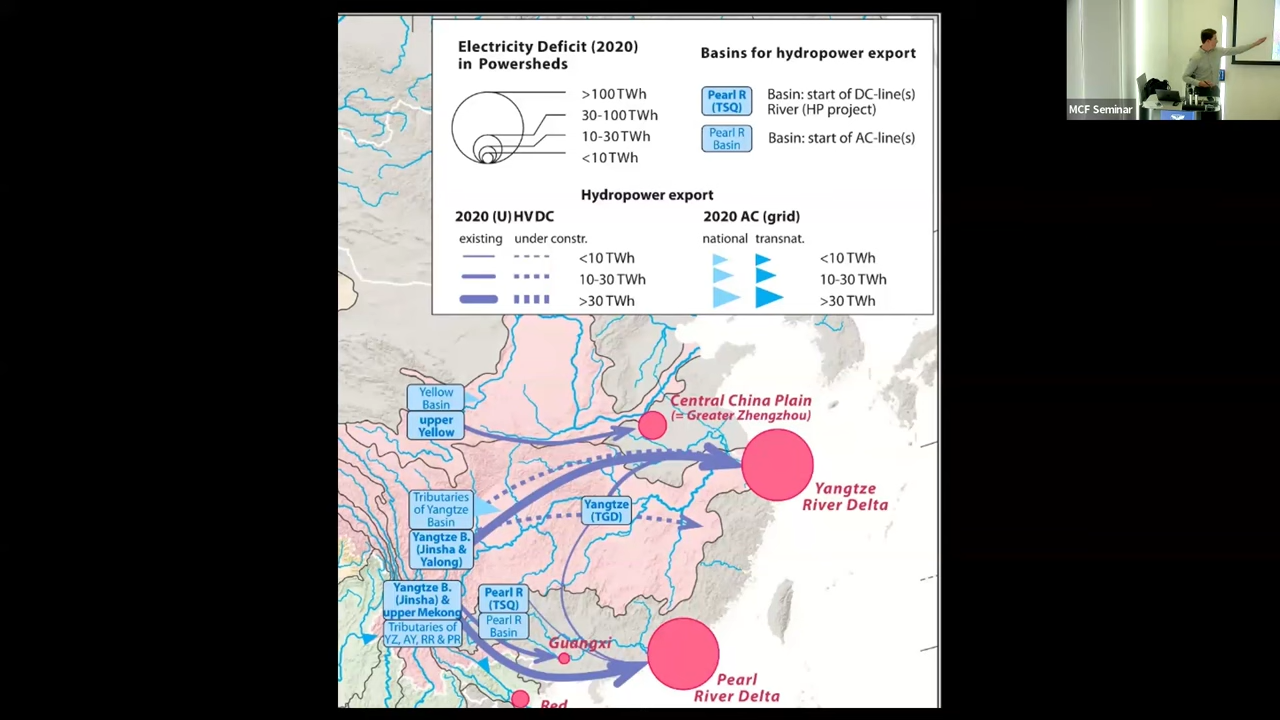 Electricity Deficit (2020)
in Powersheds
>100 TWh
30-100 TWh
10-30 TWh
<10 TWh
Basins for hydropower export
Pearl R
(TSQ)
Basin: start of DC-line(s)
River (HP project)
Pearl R
Basin
Basin: start of AC-line(s)
Hydropower export
2020 (U) HVDC
existing under constr.
<10 TWh
10-30 TWh
>30 TWh
2020 AC (grid)
national transnat.
<10 TWh
10-30 TWh
>30 TWh
MCF Seminar
Yellow
Basin
upper
Yellow
Central China Plain
(= Greater Zhengzhou)
Yangtze
River Delta
Tributaries
of Yangtze
Basin
Yangtze B.
(Jinsha &
Yalong)
Yangtze
(TGD)
Yangtze B.
(Jinsha) &
upper Mekong
Tributaries of
YZ, AY, RR & PR
Pearl R
(TSQ)
Pearl R
Basin
Guangxi
Pearl
River Delta
Red